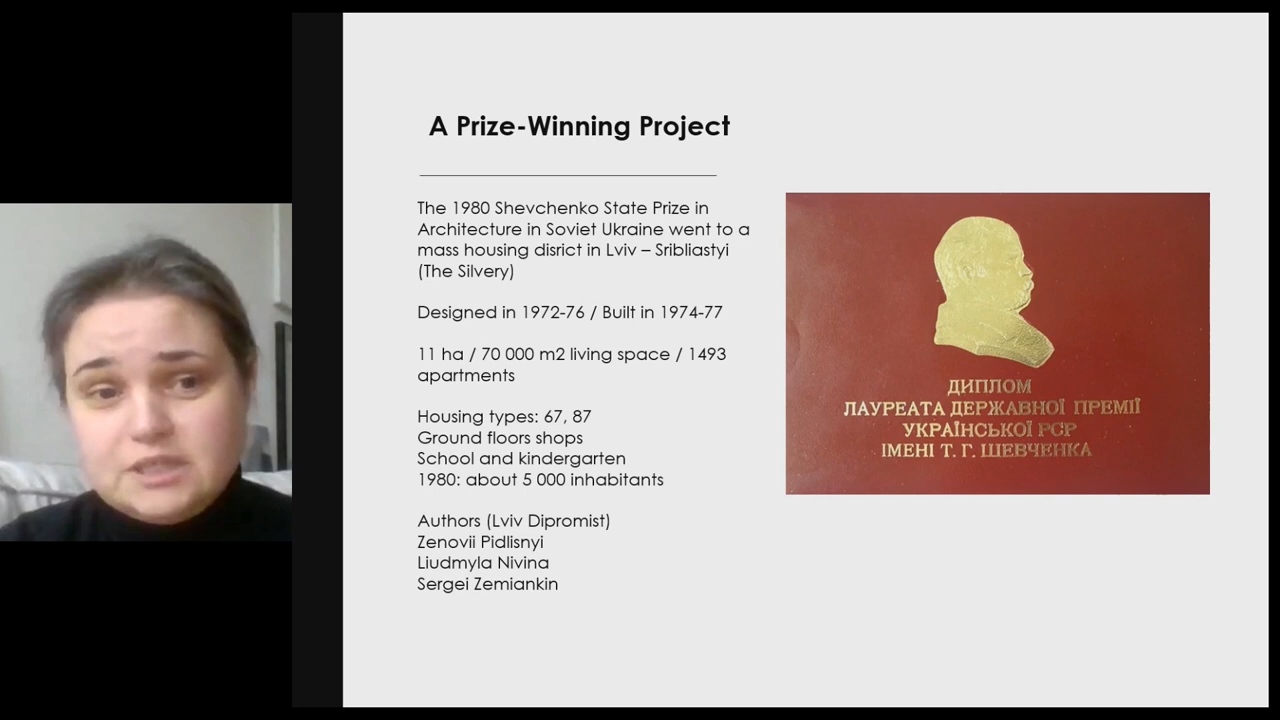 A Prize-Winning Project
The 1980 Shevchenko State Prize in
Architecture in Soviet Ukraine went to a
mass housing disrict in Lviv – Sribliastyi
(The Silvery)
Designed in 1972-76 / Built in 1974-77
11 ha / 70 000 m2 living space / 1493
apartments
Housing types: 67, 87
Ground floors shops
School and kindergarten
1980: about 5 000 inhabitants
Authors (Lviv Dipromist)
Zenovii Pidlisnyi
Liudmyla Nivina
Sergei Zemiankin
ДИПЛОМ
ЛАУРЕАТА ДЕРЖАВНОЇ ПРЕМІЇ
УКРАЇНСЬКОЇ РСР
ІМЕНІ Т. Г. ШЕВЧЕНКА